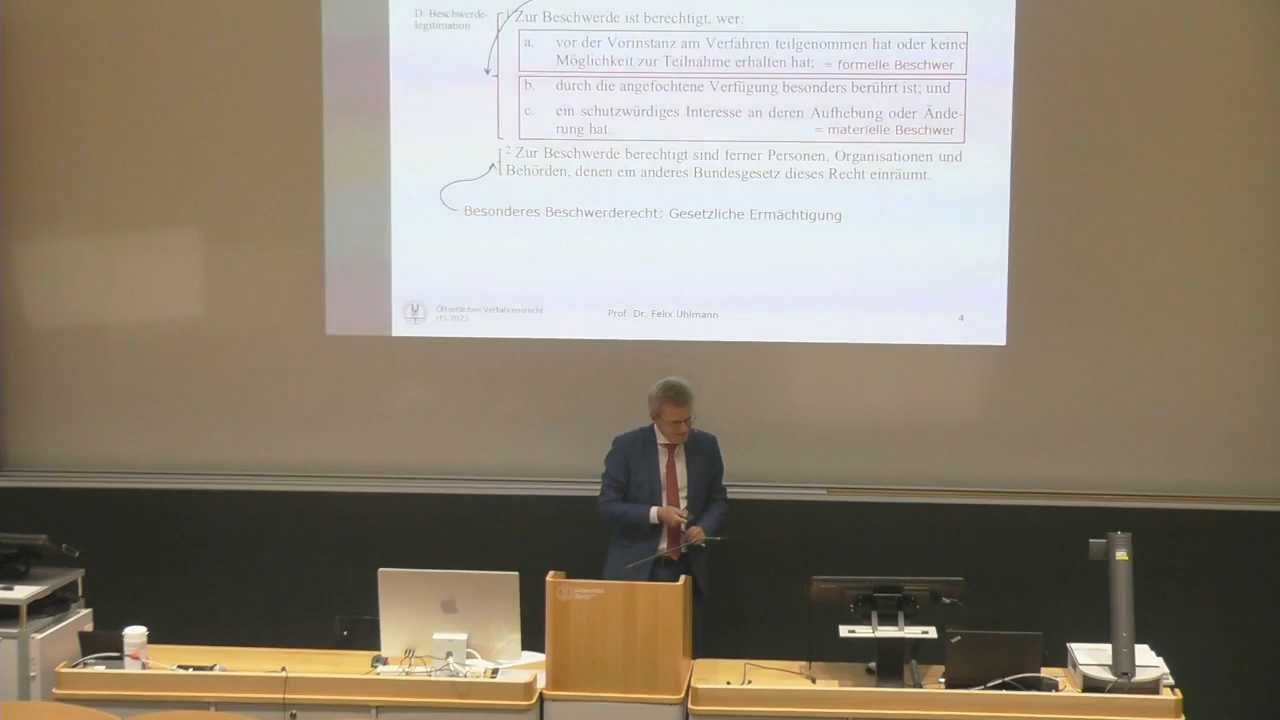 D. Beschwerde-
legitimation
¹ Zur Beschwerde ist berechtigt, wer:
a. vor der Vorinstanz am Verfahren teilgenommen hat oder keine
Möglichkeit zur Teilnahme erhalten hat; = formelle Beschwer
b. durch die angefochtene Verfügung besonders berührt ist; und
c. ein schutzwürdiges Interesse an deren Aufhebung oder Ände-
rung hat. = materielle Beschwer
² Zur Beschwerde berechtigt sind ferner Personen, Organisationen und
Behörden, denen ein anderes Bundesgesetz dieses Recht einräumt.
Besonderes Beschwerderecht: Gesetzliche Ermächtigung
Öffentliches Verfahrensrecht
HS 2022
Prof. Dr. Felix Uhlmann
4
Universität
Zürich